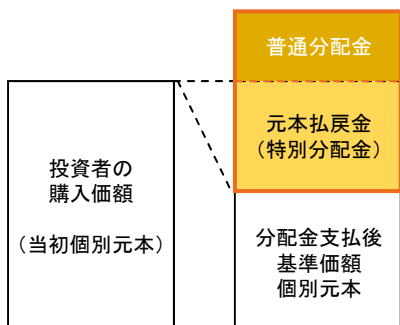 普通分配金
元本払戻金
（特別分配金）
投資者の
購入価額
（当初個別元本）
分配金支払後
基準価額
個別元本